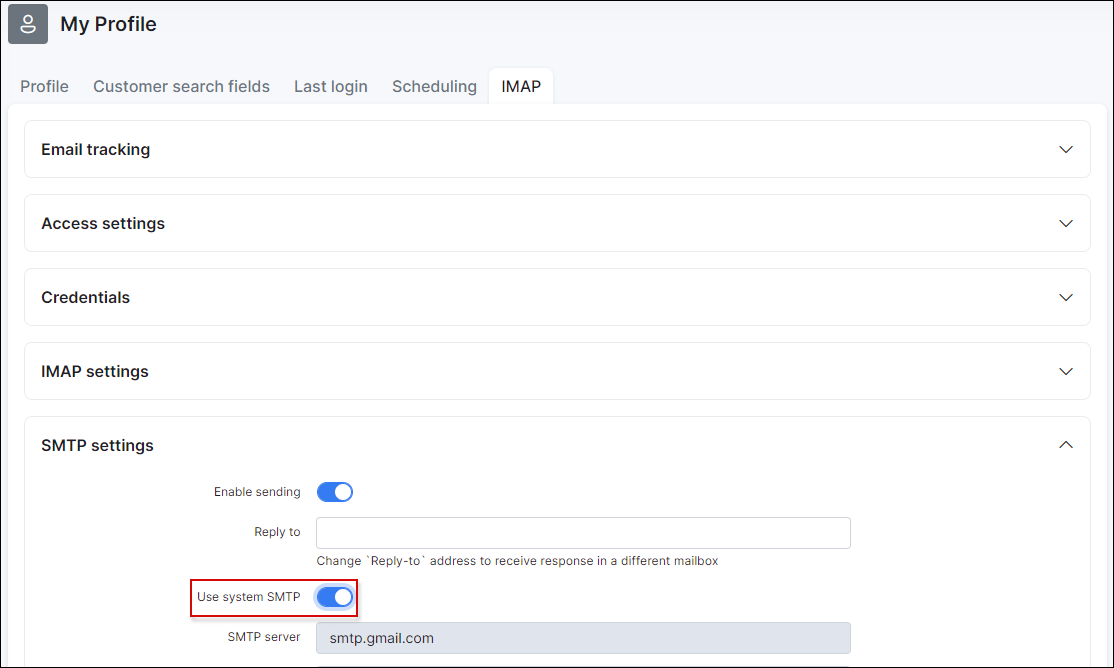 My Profile
Profile Customer search fields Last login Scheduling IMAP
Email tracking
Access settings
Credentials
IMAP settings
SMTP settings
Enable sending
Reply to
Change `Reply-to` address to receive response in a different mailbox
Use system SMTP
SMTP server smtp.gmail.com